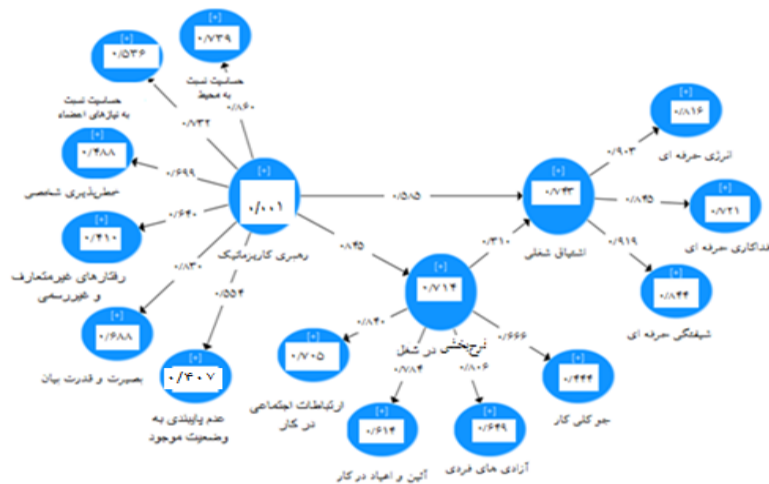 [+]
۰/۷۳۹
حساسیت نسبت
به محیط
[+]
۰/۵۳۶
حساسیت نسبت
به نیازهای اعضاء
۰/۸۶۰
۰/۷۳۲
[+]
۰/۴۸۸
خطرپذیری شخصی
۰/۶۹۹
[+]
۰/۴۱۰
رفتارهای غیرمتعارف
و غیررسمی
۰/۶۴۰
[+]
۰/۶۸۸
بصیرت و قدرت بیان
۰/۸۳۰
[+]
۰/۴۰۷
عدم پایبندی به
وضعیت موجود
۰/۵۵۴
[+]
۰/۰۰۱
رهبری کاریزماتیک
۰/۵۸۵
۰/۸۴۵
[+]
۰/۷۴۳
اشتیاق شغلی
۰/۳۱۰
[+]
۰/۷۱۴
فرح‌بخشی در شغل
[+]
۰/۸۱۶
انرژی حرفه ای
۰/۹۰۳
[+]
۰/۷۲۱
فداکاری حرفه ای
۰/۸۴۵
[+]
۰/۸۴۴
شیفتگی حرفه ای
۰/۹۱۹
[+]
۰/۷۰۵
ارتباطات اجتماعی
در کار
۰/۸۴۰
[+]
۰/۶۱۴
آئین و اعیاد در کار
۰/۷۸۴
[+]
۰/۶۴۹
آزادی های فردی
۰/۸۰۶
[+]
۰/۴۴۴
جو کلی کار
۰/۶۶۶